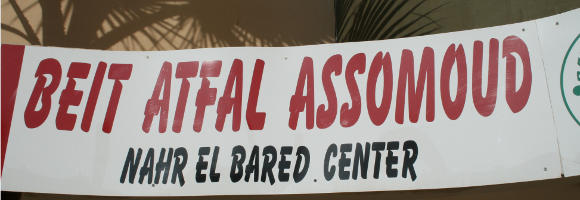 BEIT ATFAL ASSOMOUD
NAHR EL BARED CENTER